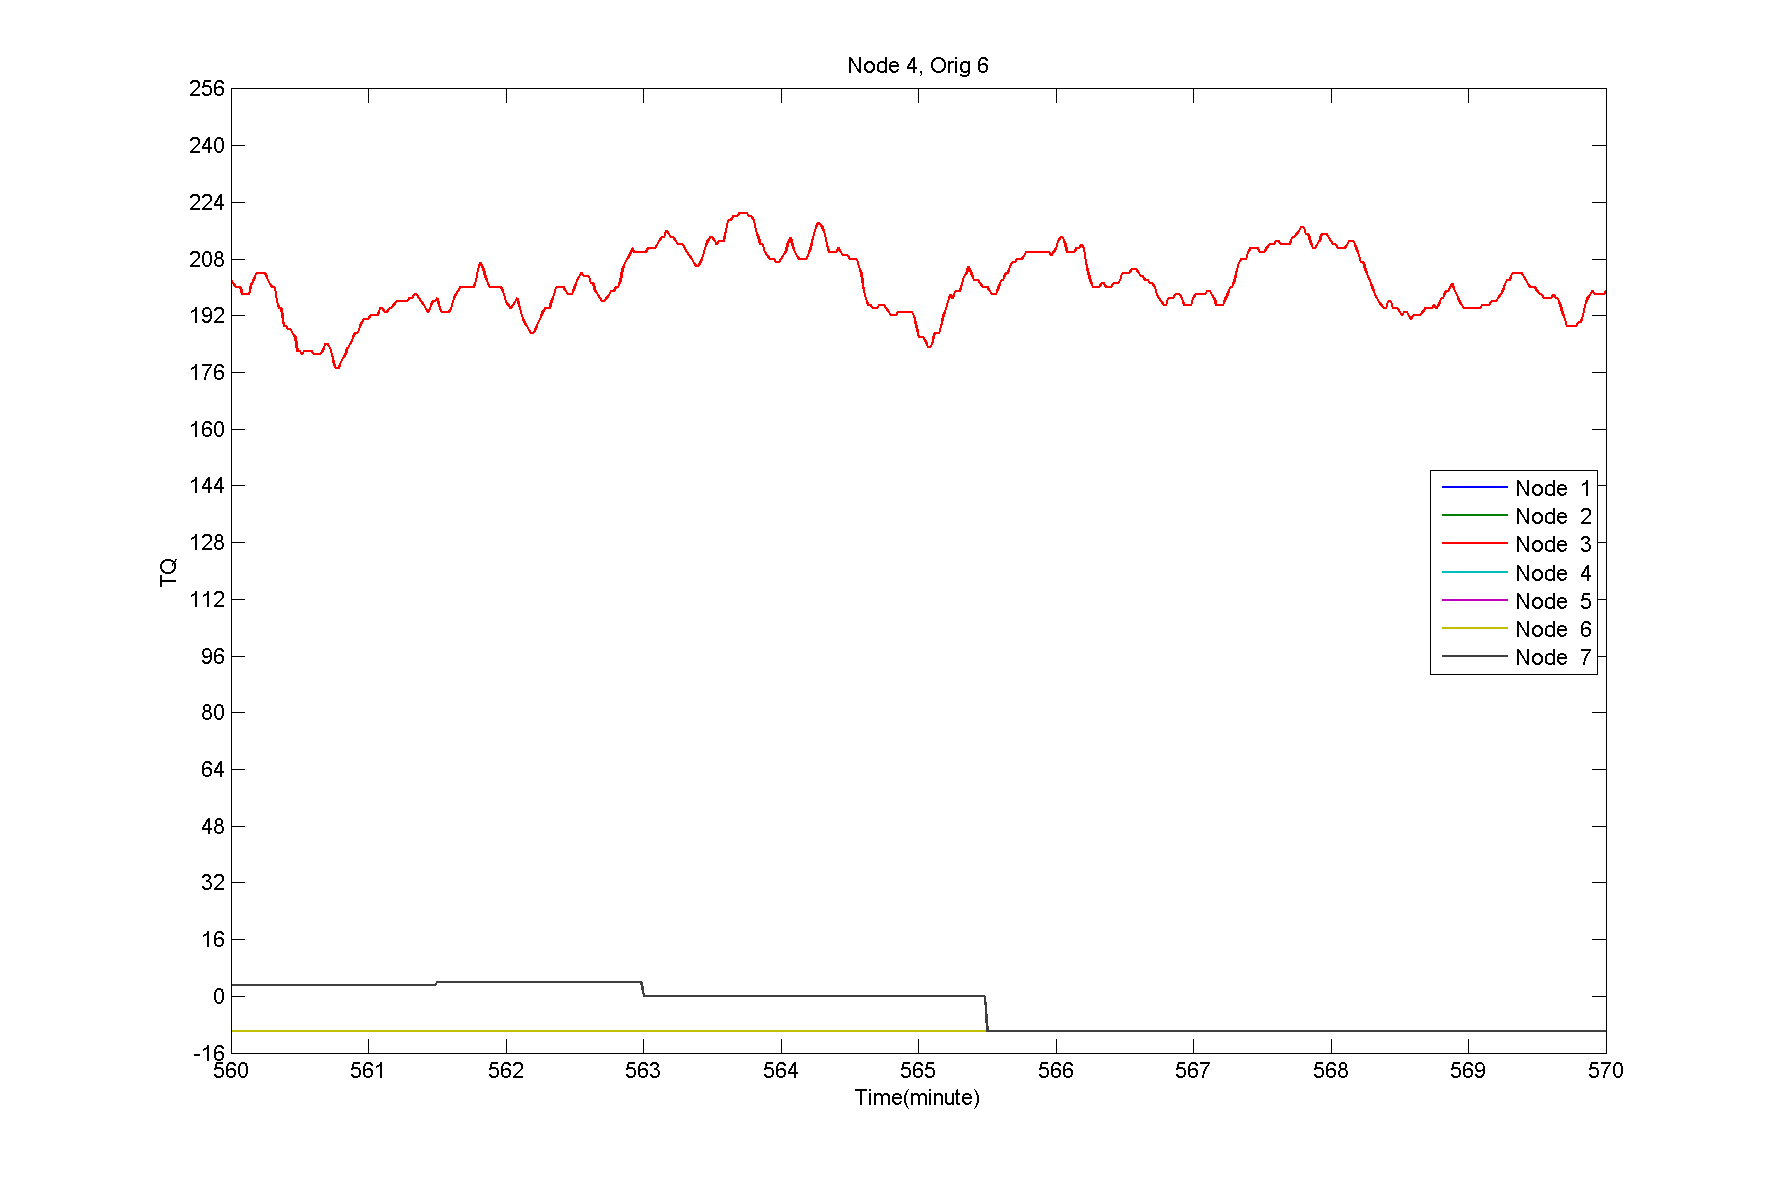 Node 4, Orig 6
256
240
224
208
192
176
160
144
128
112
96
80
64
48
32
16
0
-16
TQ
Node 1
Node 2
Node 3
Node 4
Node 5
Node 6
Node 7
560 561 562 563 564 565 566 567 568 569 570
Time(minute)